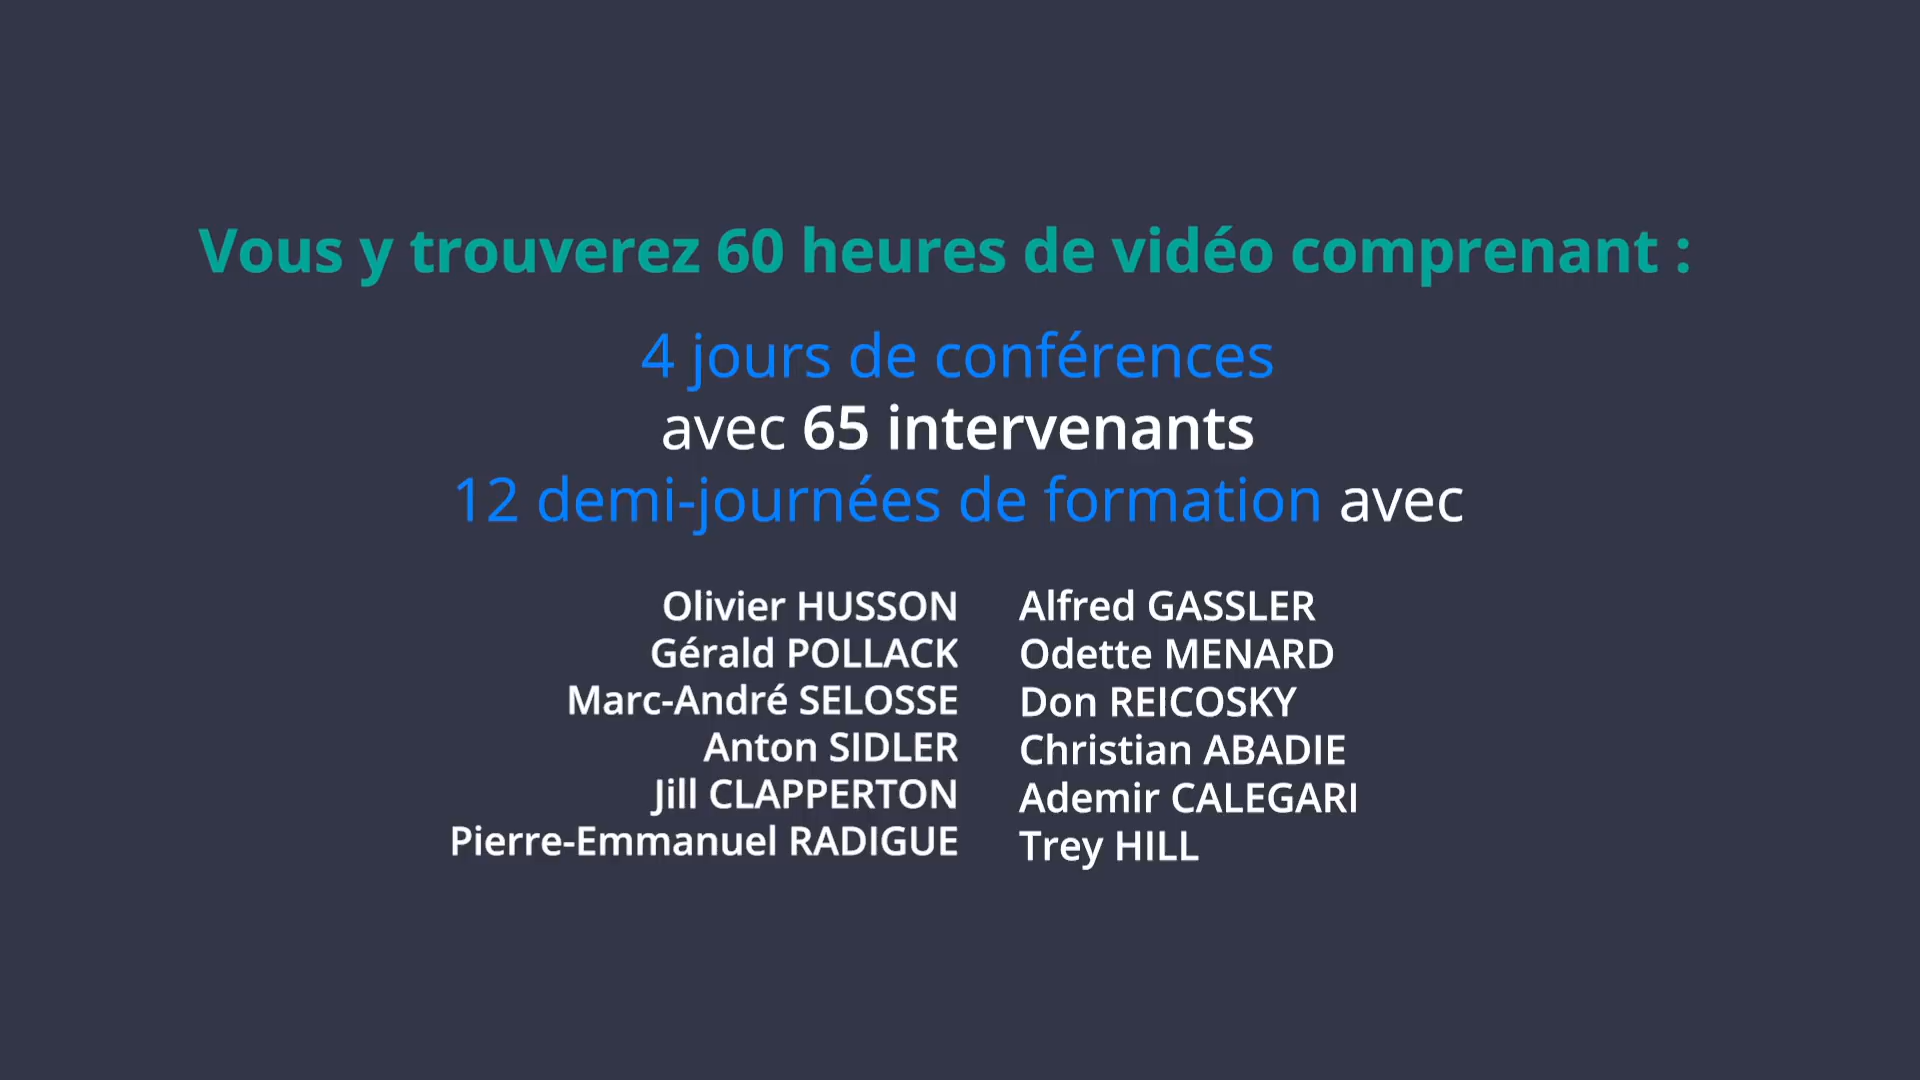 Vous y trouverez 60 heures de vidéo comprenant :
4 jours de conférences
avec 65 intervenants
12 demi-journées de formation avec
Olivier HUSSON
Gérald POLLACK
Marc-André SELOSSE
Anton SIDLER
Jill CLAPPERTON
Pierre-Emmanuel RADIGUE
Alfred GASSLER
Odette MENARD
Don REICOSKY
Christian ABADIE
Ademir CALEGARI
Trey HILL